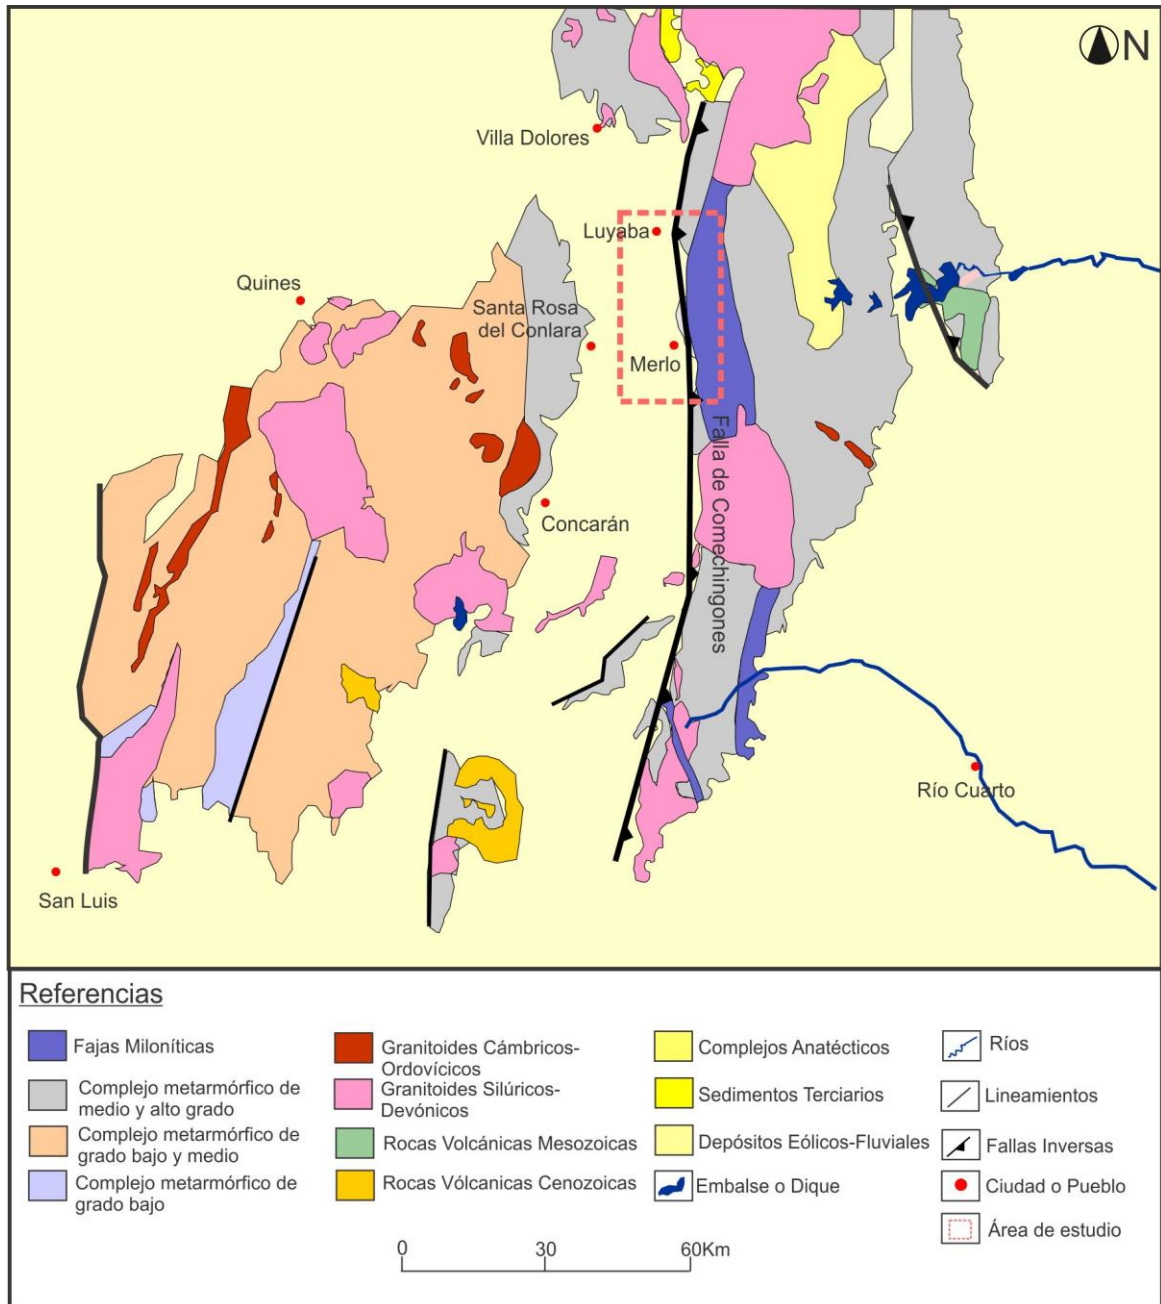 N
Villa Dolores
Luyaba
Quines
Santa Rosa
del Conlara
Merlo
Falla de Comechingones
Concarán
Río Cuarto
San Luis
Referencias
Fajas Miloníticas
Complejo metarmórfico de
medio y alto grado
Complejo metarmórfico de
grado bajo y medio
Complejo metarmórfico de
grado bajo
Granitoides Cámbricos-
Ordovícicos
Granitoides Silúricos-
Devónicos
Rocas Volcánicas Mesozoicas
Rocas Vólcanicas Cenozoicas
Complejos Anatécticos
Sedimentos Terciarios
Depósitos Eólicos-Fluviales
Embalse o Dique
Ríos
Lineamientos
Fallas Inversas
Ciudad o Pueblo
Área de estudio
0 30 60Km